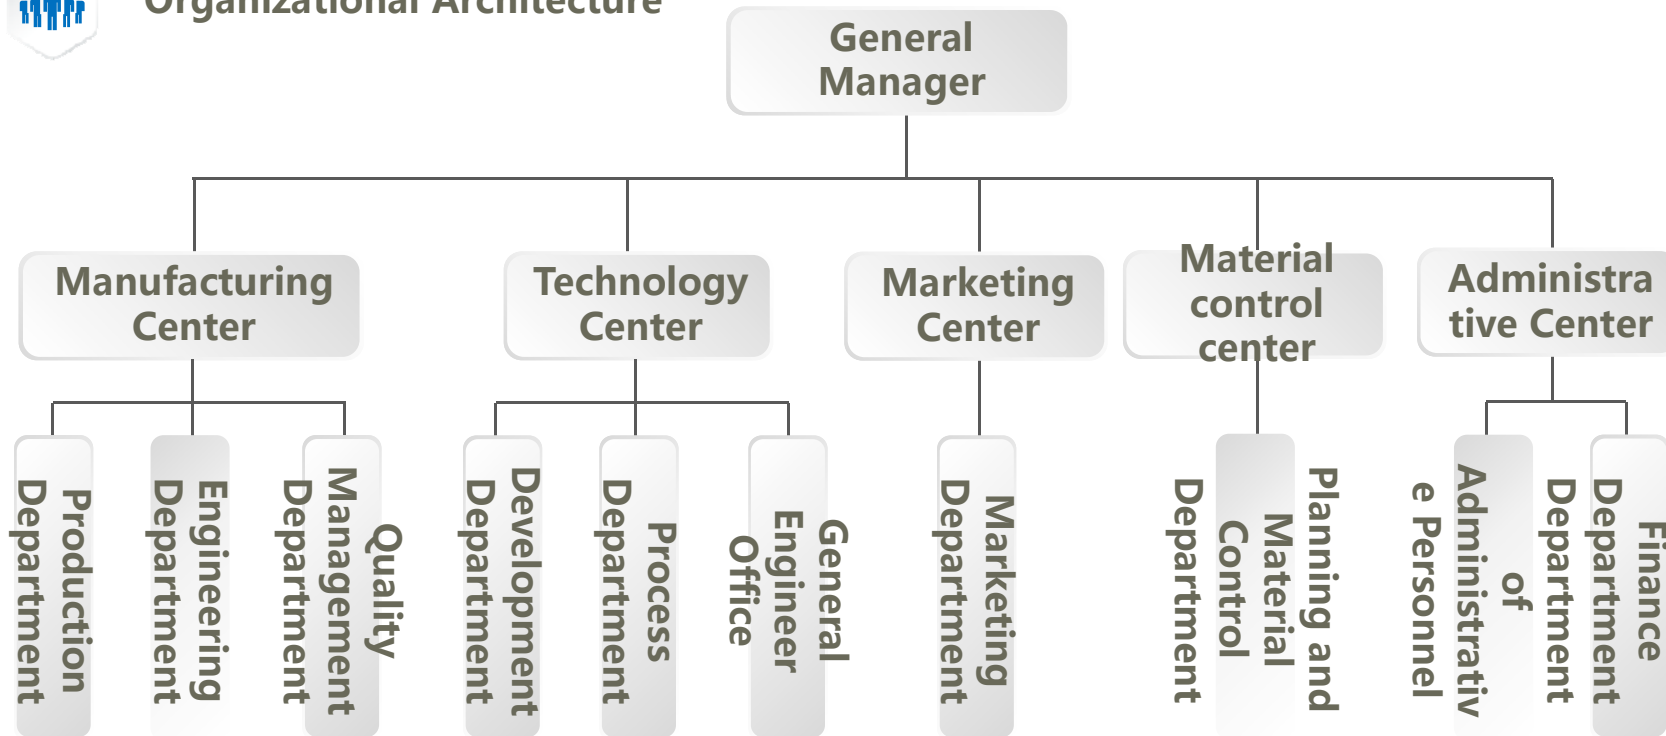 Organizational Architecture
General
Manager
Manufacturing
Center
Technology
Center
Marketing
Center
Material
control
center
Administra
tive Center
Production
Department
Engineering
Department
Quality
Management
Department
Development
Department
Process
Department
General
Engineer
Office
Marketing
Department
Planning and
Material
Control
Department
Department
of
Administrativ
e Personnel
Finance
Department